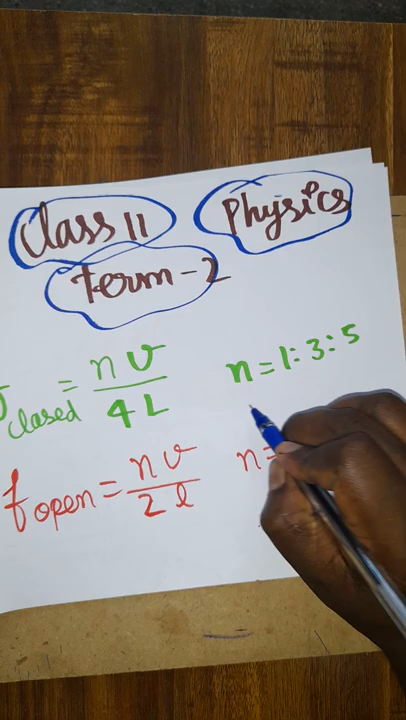 Class 11 Physics
Term-2
closed = nv / 4L n = 1:3:5
f open = nv / 2l n=